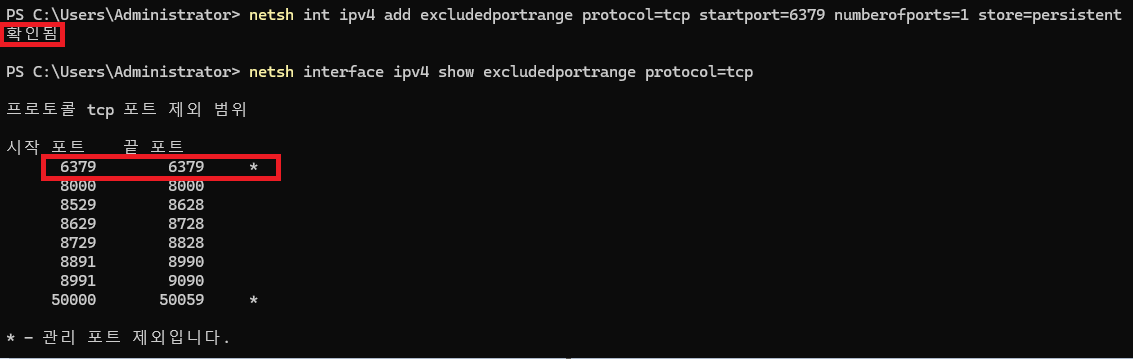 PS C:\Users\Administrator> netsh int ipv4 add excludedportrange protocol=tcp startport=6379 numberofports=1 store=persistent
확인됨
PS C:\Users\Administrator> netsh interface ipv4 show excludedportrange protocol=tcp
프로토콜 tcp 포트 제외 범위
시작 포트 끝 포트
6379 6379 *
8000 8000
8529 8628
8629 8728
8729 8828
8891 8990
8991 9090
50000 50059 *
* - 관리 포트 제외입니다.